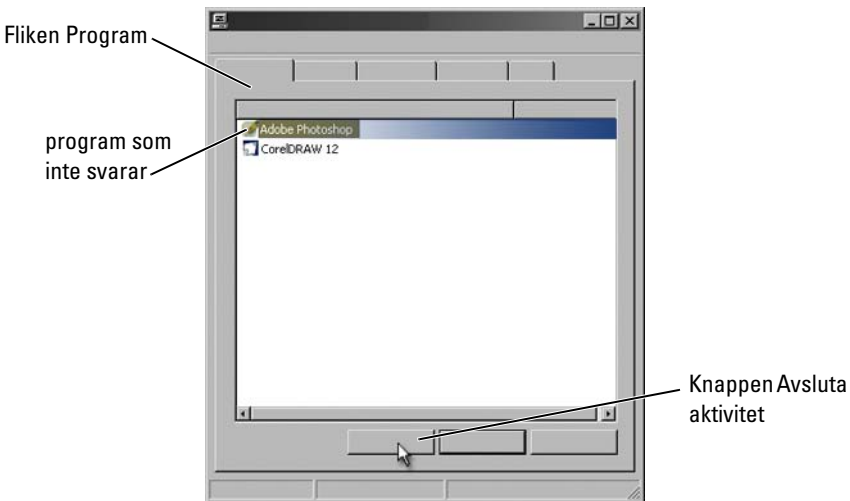 Fliken Program
Adobe Photoshop
program som
inte svarar
CorelDRAW 12
Knappen Avsluta
aktivitet